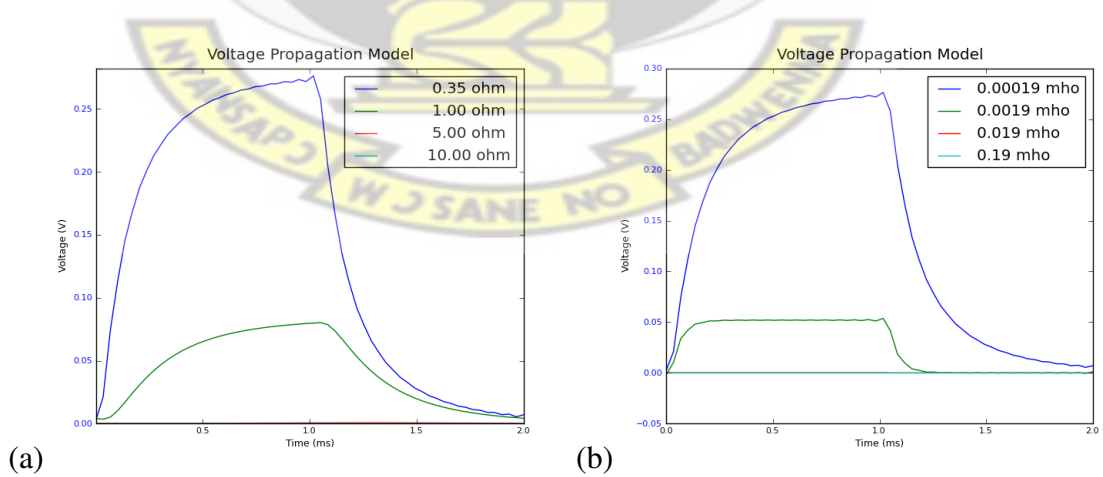 Voltage Propagation Model
Voltage (V)
0.25
0.20
0.15
0.10
0.05
0.00
0.35 ohm
1.00 ohm
5.00 ohm
10.00 ohm
0.5
1.0
1.5
2.0
Time (ms)
(a)
Voltage Propagation Model
Voltage (V)
0.30
0.25
0.20
0.15
0.10
0.05
0.00
−0.05
0.00019 mho
0.0019 mho
0.019 mho
0.19 mho
0.0
0.5
1.0
1.5
2.0
Time (ms)
(b)
NYANSAPƆ WƆ SANE NO BADWENMA